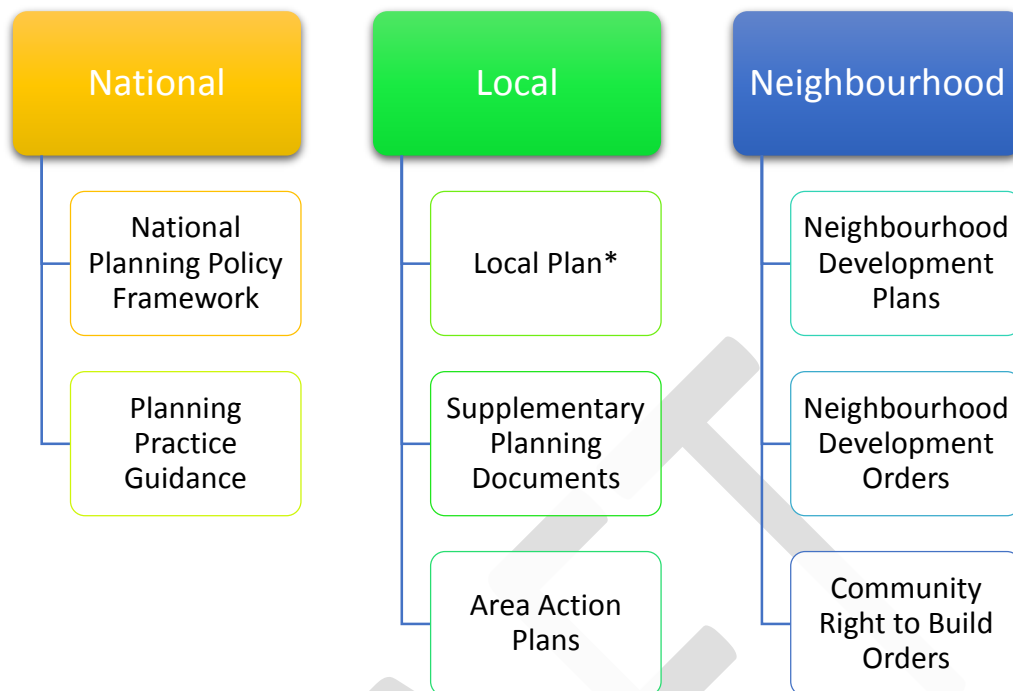 National
National
Planning Policy
Framework
Planning
Practice
Guidance
Local
Local Plan*
Supplementary
Planning
Documents
Area Action
Plans
Neighbourhood
Neighbourhood
Development
Plans
Neighbourhood
Development
Orders
Community
Right to Build
Orders